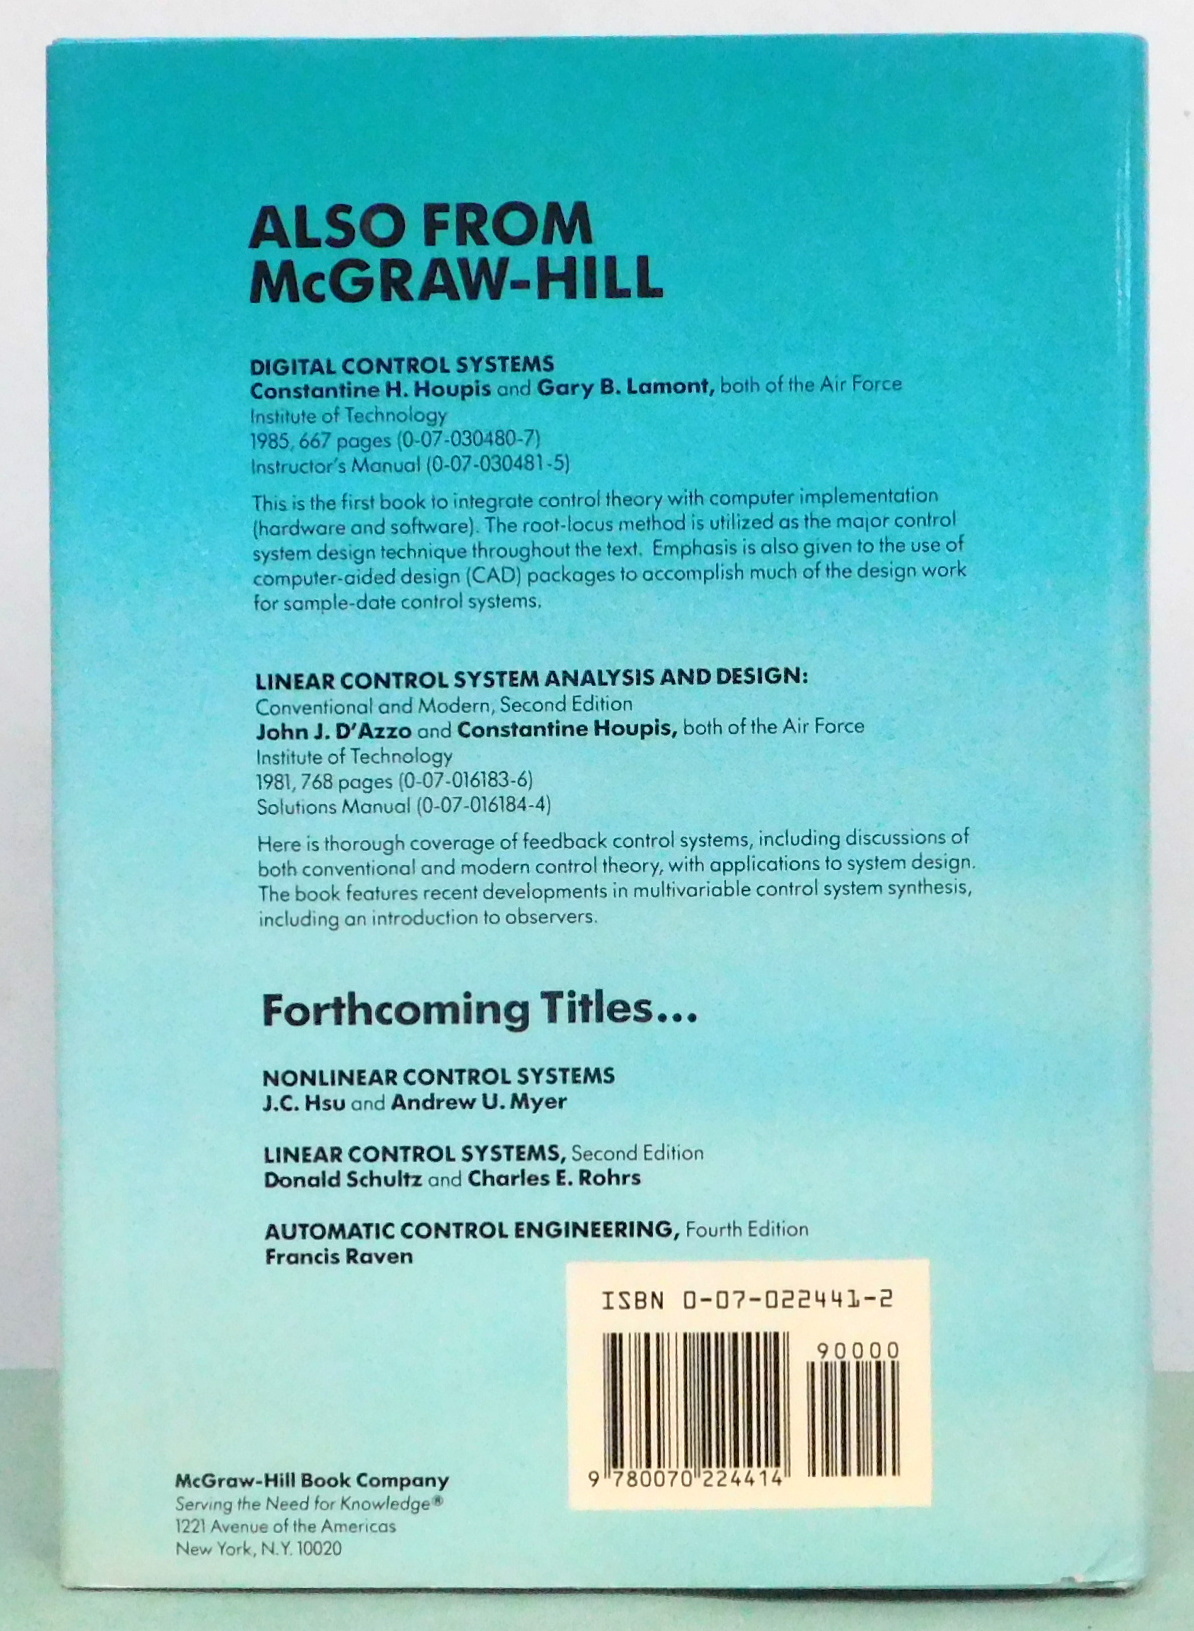 ALSO FROM
McGRAW-HILL
DIGITAL CONTROL SYSTEMS
Constantine H. Houpis and Gary B. Lamont, both of the Air Force
Institute of Technology
1985, 667 pages (0-07-030480-7)
Instructor's Manual (0-07-030481-5)
This is the first book to integrate control theory with computer implementation
(hardware and software). The root-locus method is utilized as the major control
system design technique throughout the text. Emphasis is also given to the use of
computer-aided design (CAD) packages to accomplish much of the design work
for sample-date control systems.
LINEAR CONTROL SYSTEM ANALYSIS AND DESIGN:
Conventional and Modern, Second Edition
John J. D'Azzo and Constantine Houpis, both of the Air Force
Institute of Technology
1981, 768 pages (0-07-016183-6)
Solutions Manual (0-07-016184-4)
Here is thorough coverage of feedback control systems, including discussions of
both conventional and modern control theory, with applications to system design.
The book features recent developments in multivariable control system synthesis,
including an introduction to observers.
Forthcoming Titles...
NONLINEAR CONTROL SYSTEMS
J.C. Hsu and Andrew U. Myer
LINEAR CONTROL SYSTEMS, Second Edition
Donald Schultz and Charles E. Rohrs
AUTOMATIC CONTROL ENGINEERING, Fourth Edition
Francis Raven
ISBN 0-07-022441-2
90000
9 780070 224414
McGraw-Hill Book Company
Serving the Need for Knowledge®
1221 Avenue of the Americas
New York, N.Y. 10020